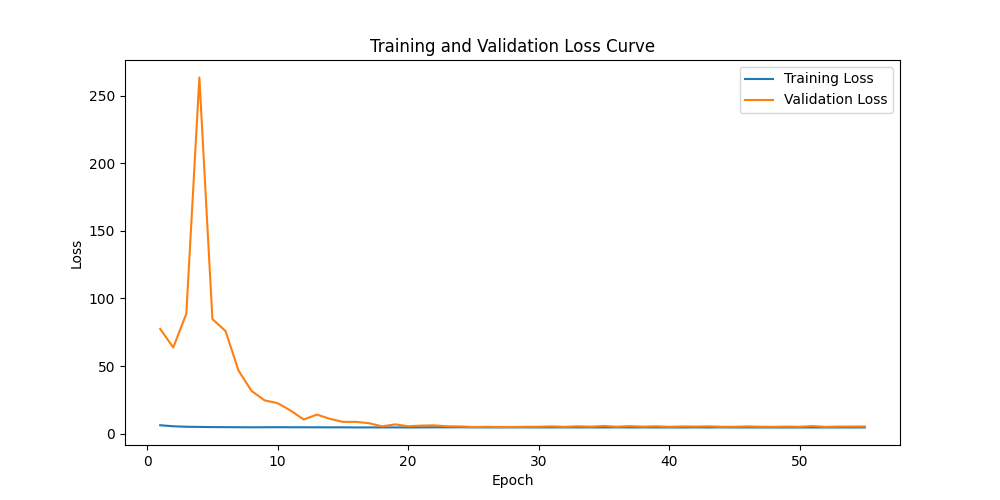 Training and Validation Loss Curve
Training Loss
Validation Loss
250
200
150
100
50
0
Loss
0 10 20 30 40 50
Epoch